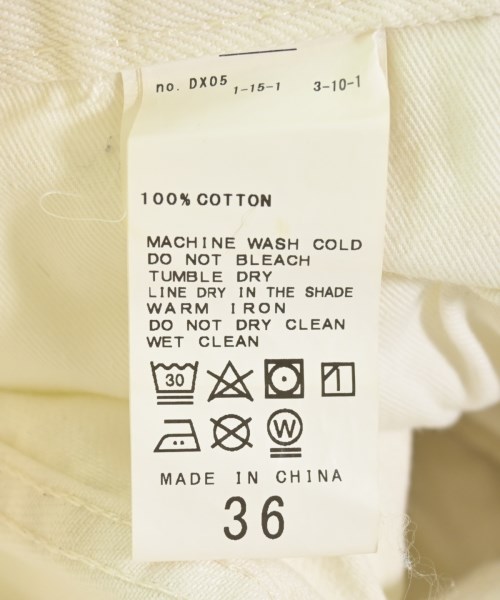 no. DX05 1-15-1 3-10-1
100% COTTON
MACHINE WASH COLD
DO NOT BLEACH
TUMBLE DRY
LINE DRY IN THE SHADE
WARM IRON
DO NOT DRY CLEAN
WET CLEAN
30
W
MADE IN CHINA
36